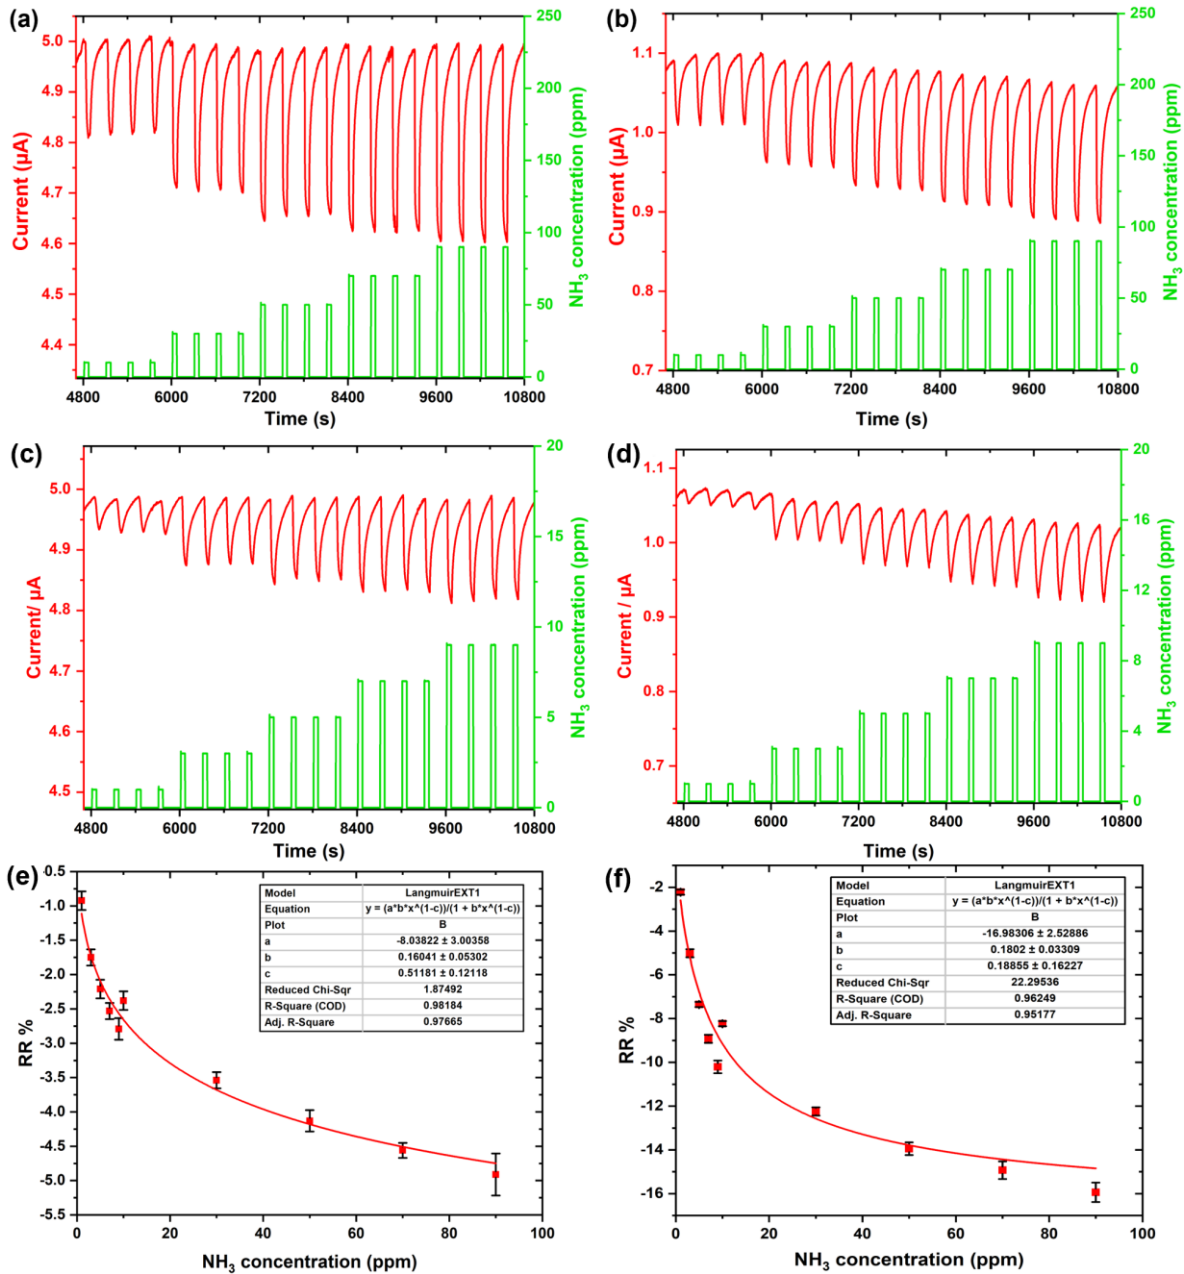 (a)
5.0
4.9
4.8
4.7
4.6
4.5
4.4
Current (µA)
250
200
150
100
50
0
NH3 concentration (ppm)
4800 6000 7200 8400 9600 10800
Time (s)
(b)
1.1
1.0
0.9
0.8
0.7
Current (µA)
250
200
150
100
50
0
NH3 concentration (ppm)
4800 6000 7200 8400 9600 10800
Time (s)
(c)
5.0
4.9
4.8
4.7
4.6
4.5
Current/ µA
20
15
10
5
0
NH3 concentration (ppm)
4800 6000 7200 8400 9600 10800
Time (s)
(d)
1.1
1.0
0.9
0.8
0.7
Current / µA
20
16
12
8
4
0
NH3 concentration (ppm)
4800 6000 7200 8400 9600 10800
Time (s)
(e)
-0.5
-1.0
-1.5
-2.0
-2.5
-3.0
-3.5
-4.0
-4.5
-5.0
-5.5
RR %
Model LangmuirEXT1
Equation y = (a*b*x^(1-c))/(1 + b*x^(1-c))
Plot B
a -8.03822 ± 3.00358
b 0.16041 ± 0.05302
c 0.51181 ± 0.12118
Reduced Chi-Sqr 1.87492
R-Square (COD) 0.98184
Adj. R-Square 0.97665
0 20 40 60 80 100
NH3 concentration (ppm)
(f)
-2
-4
-6
-8
-10
-12
-14
-16
RR %
Model LangmuirEXT1
Equation y = (a*b*x^(1-c))/(1 + b*x^(1-c))
Plot B
a -16.98306 ± 2.52886
b 0.1802 ± 0.03309
c 0.18855 ± 0.16227
Reduced Chi-Sqr 22.29536
R-Square (COD) 0.96249
Adj. R-Square 0.95177
0 20 40 60 80 100
NH3 concentration (ppm)